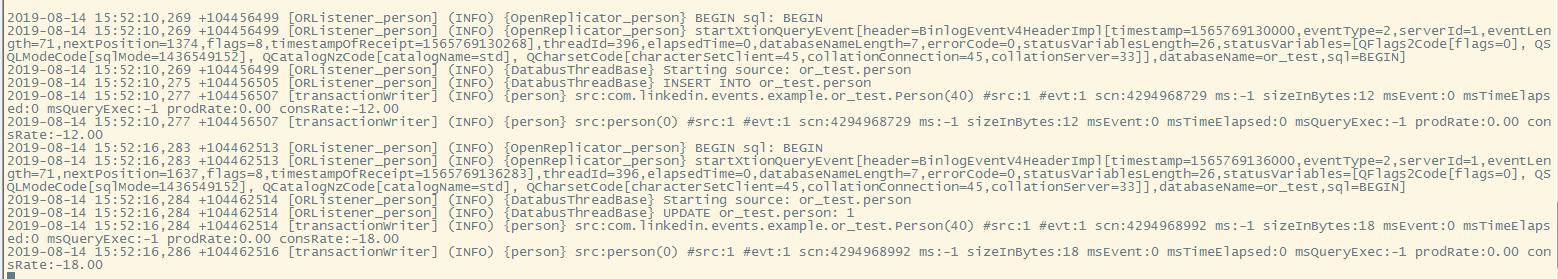 2019-08-14 15:52:10,269 +104456499 [ORListener_person] (INFO) {OpenReplicator_person} BEGIN sql: BEGIN
2019-08-14 15:52:10,269 +104456499 [ORListener_person] (INFO) {OpenReplicator_person} startXtionQueryEvent[header=BinlogEventV4HeaderImpl[timestamp=1565769130000,eventType=2,serverId=1,eventLen
gth=71,nextPosition=1374,flags=8,timestampOfReceipt=1565769130268],threadId=396,elapsedTime=0,databaseNameLength=7,errorCode=0,statusVariablesLength=26,statusVariables=[QFlags2Code[flags=0], QS
QLModeCode[sqlMode=1436549152], QCatalogNzCode[catalogName=std], QCharsetCode[characterSetClient=45,collationConnection=45,collationServer=33]],databaseName=or_test,sql=BEGIN]
2019-08-14 15:52:10,269 +104456499 [ORListener_person] (INFO) {DatabusThreadBase} Starting source: or_test.person
2019-08-14 15:52:10,275 +104456505 [ORListener_person] (INFO) {DatabusThreadBase} INSERT INTO or_test.person
2019-08-14 15:52:10,277 +104456507 [transactionWriter] (INFO) {person} src:com.linkedin.events.example.or_test.Person(40) #src:1 #evt:1 scn:4294968729 ms:-1 sizeInBytes:12 msEvent:0 msTimeElaps
ed:0 msQueryExec:-1 prodRate:0.00 consRate:-12.00
2019-08-14 15:52:10,277 +104456507 [transactionWriter] (INFO) {person} src:person(0) #src:1 #evt:1 scn:4294968729 ms:-1 sizeInBytes:12 msEvent:0 msTimeElapsed:0 msQueryExec:-1 prodRate:0.00 con
sRate:-12.00
2019-08-14 15:52:16,283 +104462513 [ORListener_person] (INFO) {OpenReplicator_person} BEGIN sql: BEGIN
2019-08-14 15:52:16,283 +104462513 [ORListener_person] (INFO) {OpenReplicator_person} startXtionQueryEvent[header=BinlogEventV4HeaderImpl[timestamp=1565769136000,eventType=2,serverId=1,eventLen
gth=71,nextPosition=1637,flags=8,timestampOfReceipt=1565769136283],threadId=396,elapsedTime=0,databaseNameLength=7,errorCode=0,statusVariablesLength=26,statusVariables=[QFlags2Code[flags=0], QS
QLModeCode[sqlMode=1436549152], QCatalogNzCode[catalogName=std], QCharsetCode[characterSetClient=45,collationConnection=45,collationServer=33]],databaseName=or_test,sql=BEGIN]
2019-08-14 15:52:16,284 +104462514 [ORListener_person] (INFO) {DatabusThreadBase} Starting source: or_test.person
2019-08-14 15:52:16,284 +104462514 [ORListener_person] (INFO) {DatabusThreadBase} UPDATE or_test.person: 1
2019-08-14 15:52:16,284 +104462514 [transactionWriter] (INFO) {person} src:com.linkedin.events.example.or_test.Person(40) #src:1 #evt:1 scn:4294968992 ms:-1 sizeInBytes:18 msEvent:0 msTimeElaps
ed:0 msQueryExec:-1 prodRate:0.00 consRate:-18.00
2019-08-14 15:52:16,286 +104462516 [transactionWriter] (INFO) {person} src:person(0) #src:1 #evt:1 scn:4294968992 ms:-1 sizeInBytes:18 msEvent:0 msTimeElapsed:0 msQueryExec:-1 prodRate:0.00 con
sRate:-18.00